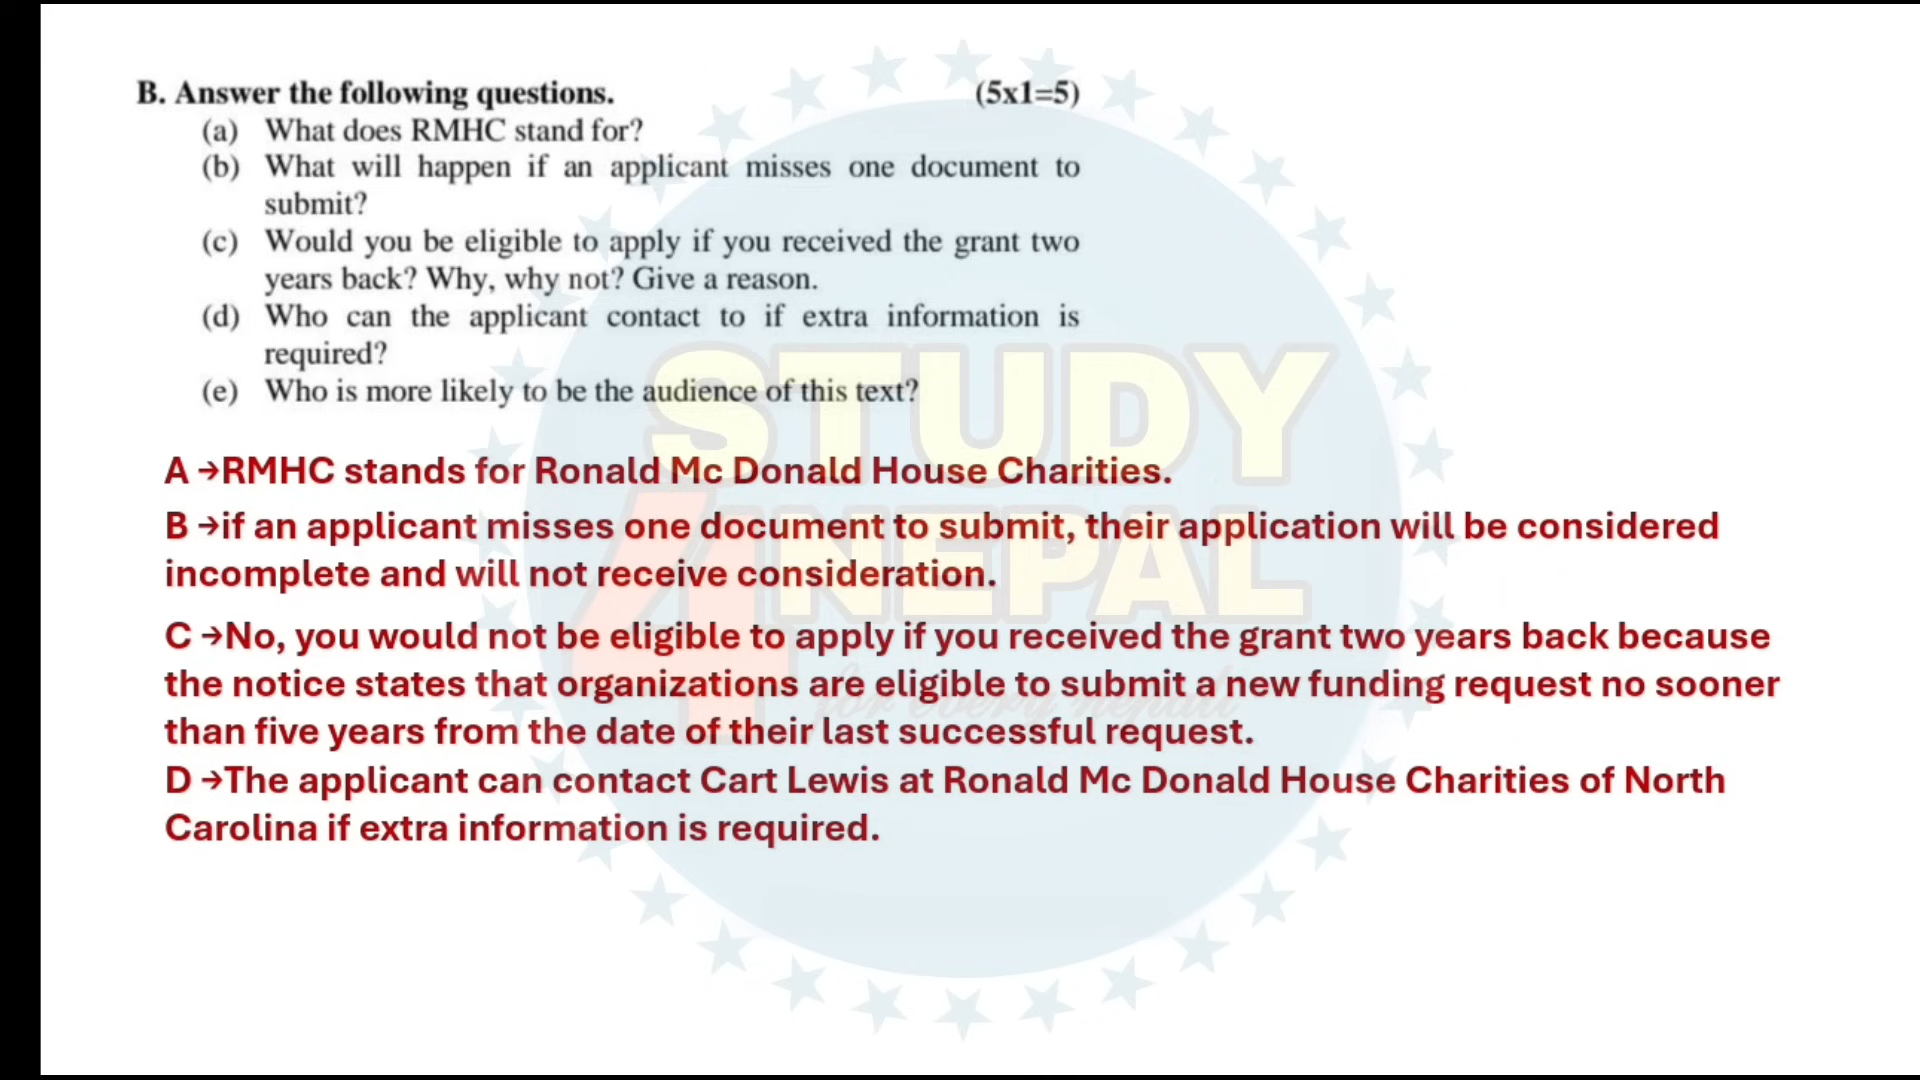 B. Answer the following questions. (5x1=5)
(a) What does RMHC stand for?
(b) What will happen if an applicant misses one document to
submit?
(c) Would you be eligible to apply if you received the grant two
years back? Why, why not? Give a reason.
(d) Who can the applicant contact to if extra information is
required?
(e) Who is more likely to be the audience of this text?
STUDY
4 NEPAL
for every nepali
A →RMHC stands for Ronald Mc Donald House Charities.
B →if an applicant misses one document to submit, their application will be considered
incomplete and will not receive consideration.
C →No, you would not be eligible to apply if you received the grant two years back because
the notice states that organizations are eligible to submit a new funding request no sooner
than five years from the date of their last successful request.
D →The applicant can contact Cart Lewis at Ronald Mc Donald House Charities of North
Carolina if extra information is required.